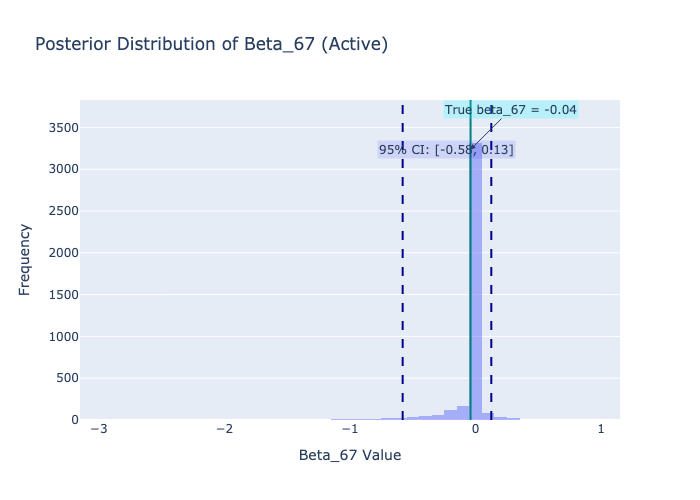 Posterior Distribution of Beta_67 (Active)
True beta_67 = -0.04
95% CI: [-0.58, 0.13]
3500
3000
2500
2000
1500
1000
500
0
Frequency
−3
−2
−1
0
1
Beta_67 Value